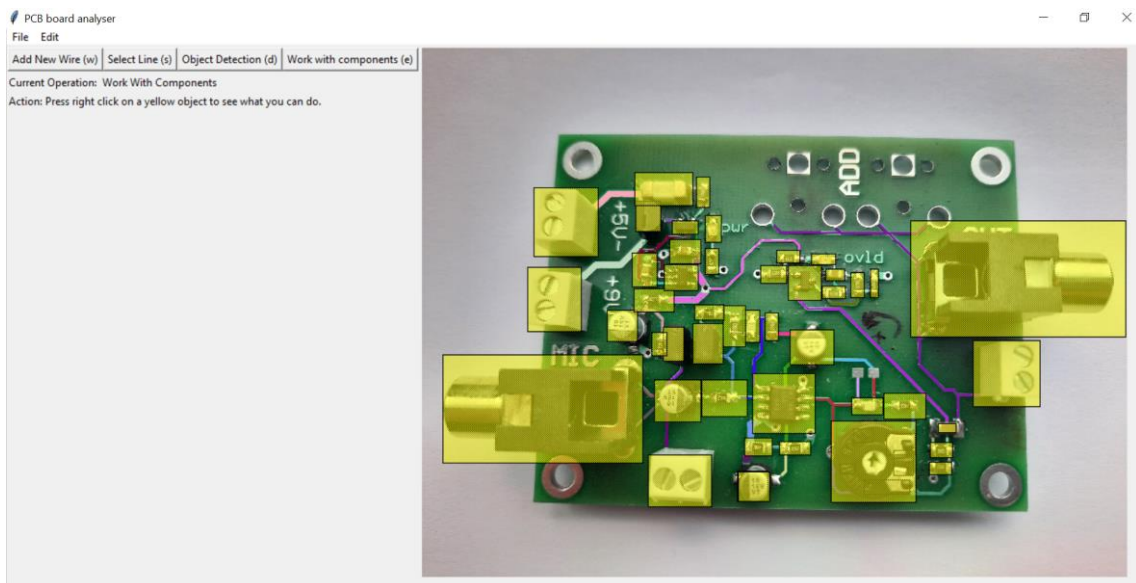 PCB board analyser
File Edit
Add New Wire (w) Select Line (s) Object Detection (d) Work with components (e)
Current Operation: Work With Components
Action: Press right click on a yellow object to see what you can do.
ADD
+5V-
pwr
OUT
ovld
+9V
MIC